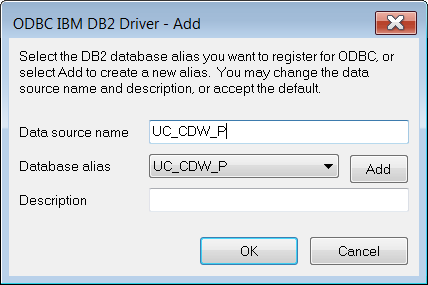 ODBC IBM DB2 Driver - Add
Select the DB2 database alias you want to register for ODBC, or
select Add to create a new alias. You may change the data
source name and description, or accept the default.
Data source name UC_CDW_P
Database alias UC_CDW_P Add
Description
OK Cancel